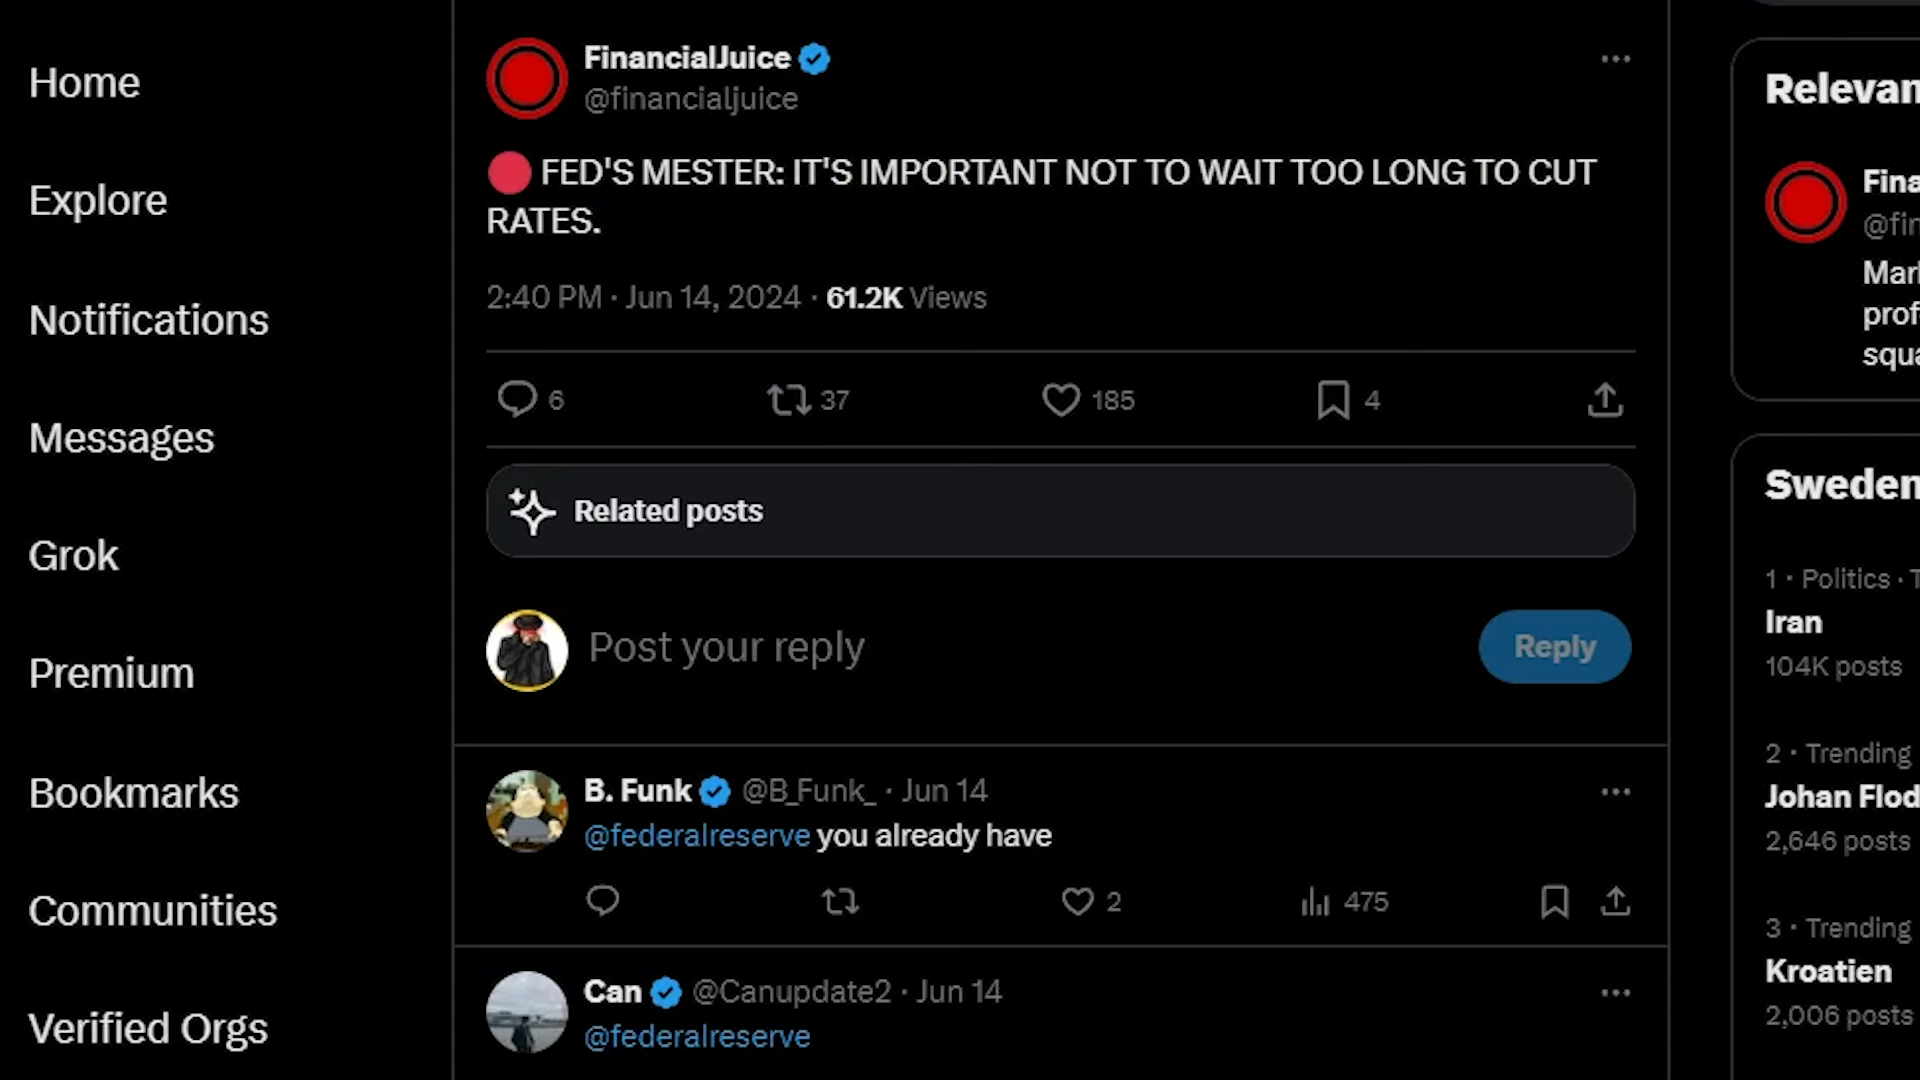 Home
Explore
Notifications
Messages
Grok
Premium
Bookmarks
Communities
Verified Orgs
FinancialJuice
@financialjuice
FED'S MESTER: IT'S IMPORTANT NOT TO WAIT TOO LONG TO CUT
RATES.
2:40 PM · Jun 14, 2024 · 61.2K Views
6 37 185 4
Related posts
Post your reply
Reply
B. Funk @B_Funk_ · Jun 14
@federalreserve you already have
2 475
Can @Canupdate2 · Jun 14
@federalreserve
Relevan
Fina
@fin
Mark
prof
squa
Sweden
1 · Politics · T
Iran
104K posts
2 · Trending
Johan Flod
2,646 posts
3 · Trending
Kroatien
2,006 posts